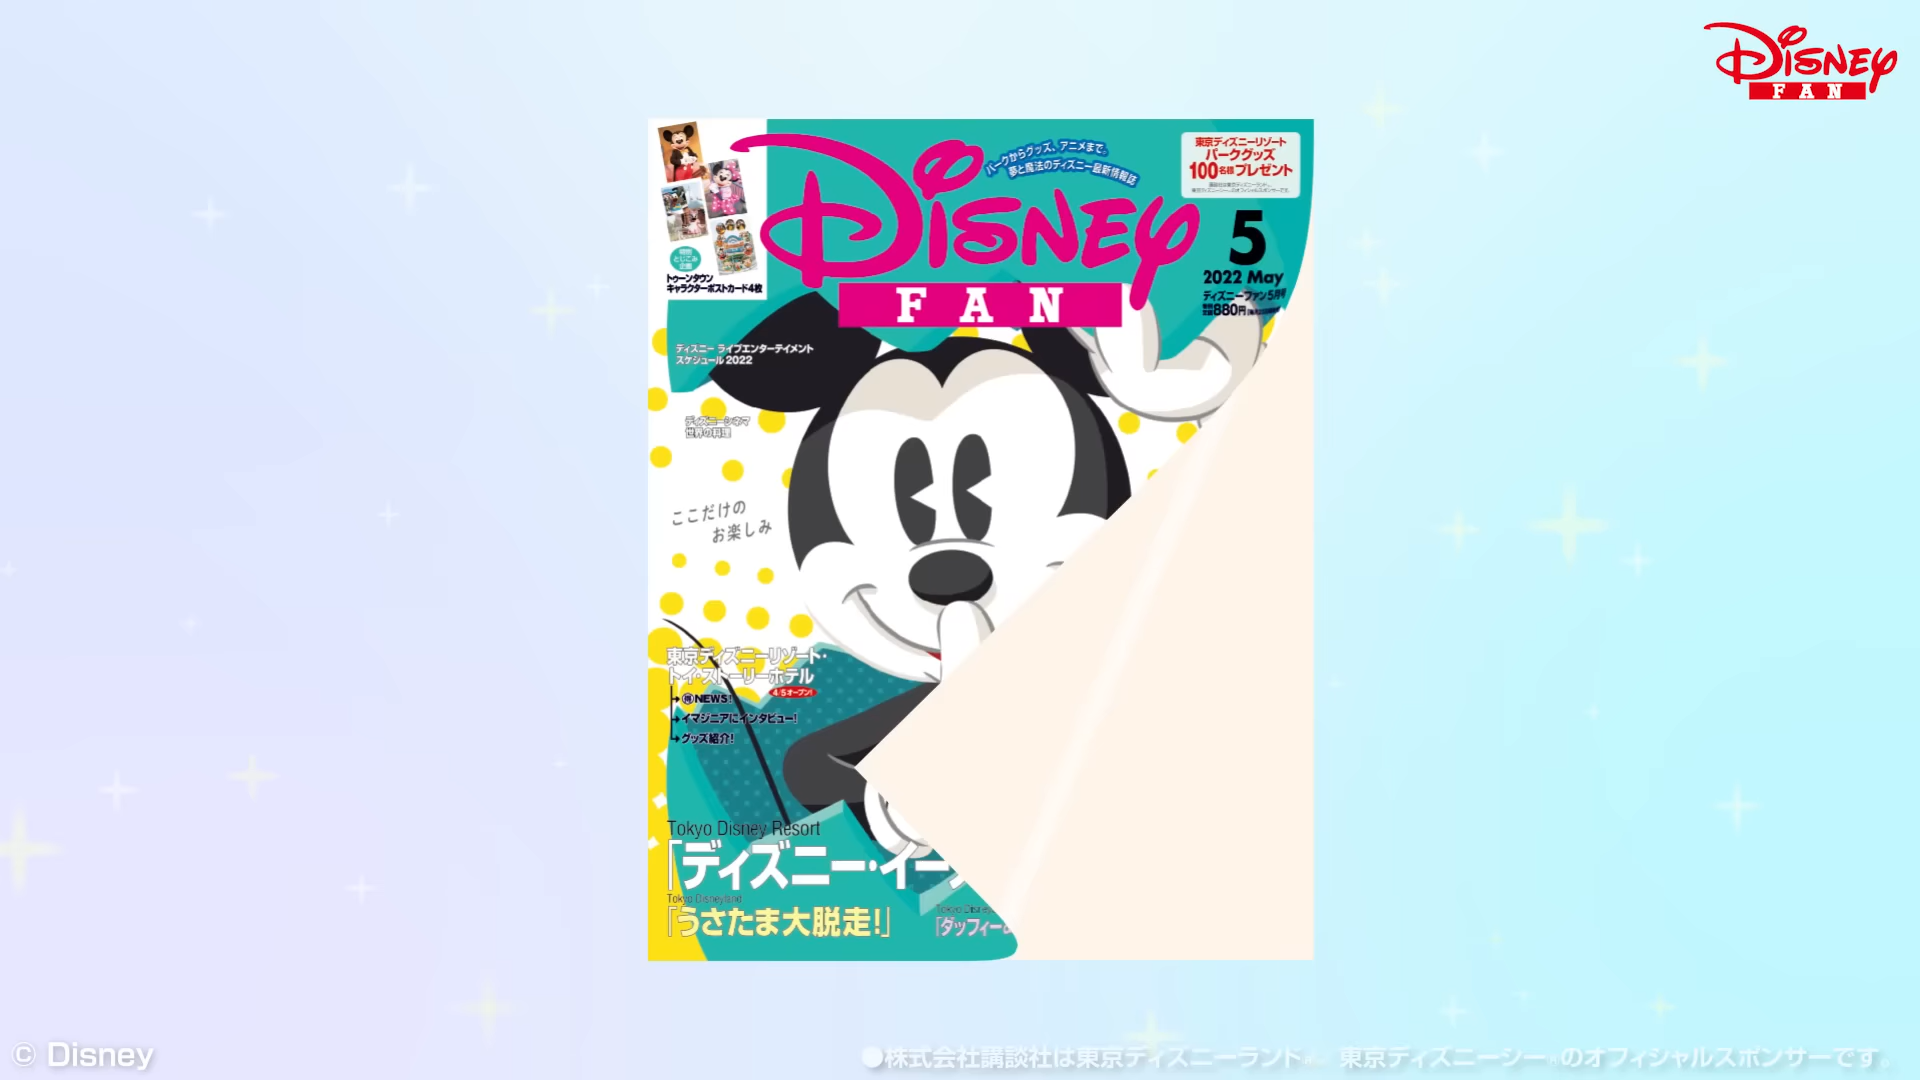 DISNEY
FAN
パークからグッズ、アニメまで。
夢と魔法のディズニー最新情報誌
DISNEY
FAN
東京ディズニーリゾート
パークグッズ
100名様プレゼント
5
2022 May
ディズニーファン5月号
880円
特別
とじこみ
企画
トゥーンタウン
キャラクターポストカード4枚
ディズニー ライブエンターテイメント
スケジュール2022
ディズニーシネマ
世界の料理
ここだけの
お楽しみ
東京ディズニーリゾート・
トイ・ストーリーホテル
4/5オープン!
NEWS!
イマジニアにインタビュー!
グッズ紹介!
Tokyo Disney Resort
「ディズニー・イー
Tokyo Disneyland
「うさたま大脱走!」
「ダッフィー
© Disney
●株式会社講談社は東京ディズニーランド 東京ディズニーシーのオフィシャルスポンサーです。